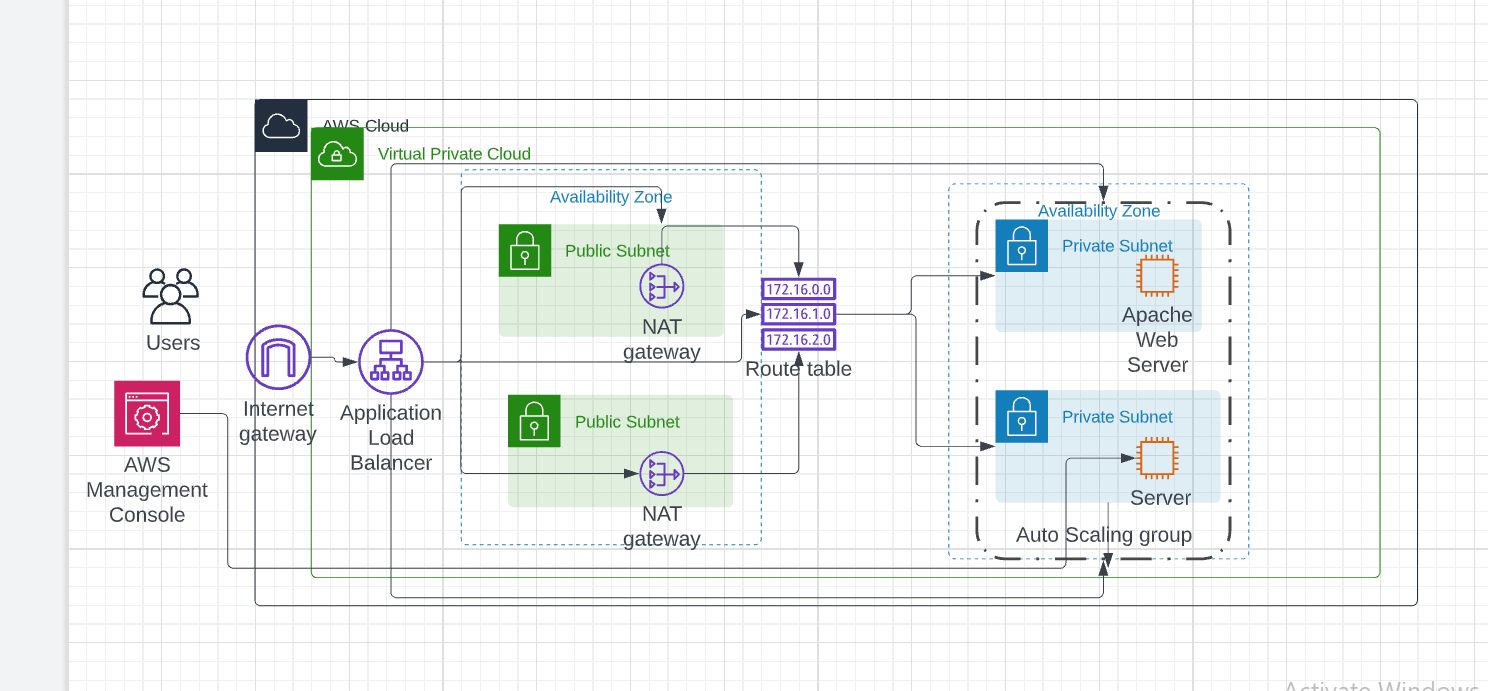 AWS Cloud
Virtual Private Cloud
Availability Zone
Public Subnet
NAT
gateway
Public Subnet
NAT
gateway
172.16.0.0
172.16.1.0
172.16.2.0
Route table
Availability Zone
Private Subnet
Apache
Web
Server
Private Subnet
Server
Auto Scaling group
Users
Internet
gateway
Application
Load
Balancer
AWS
Management
Console
Activate Windows